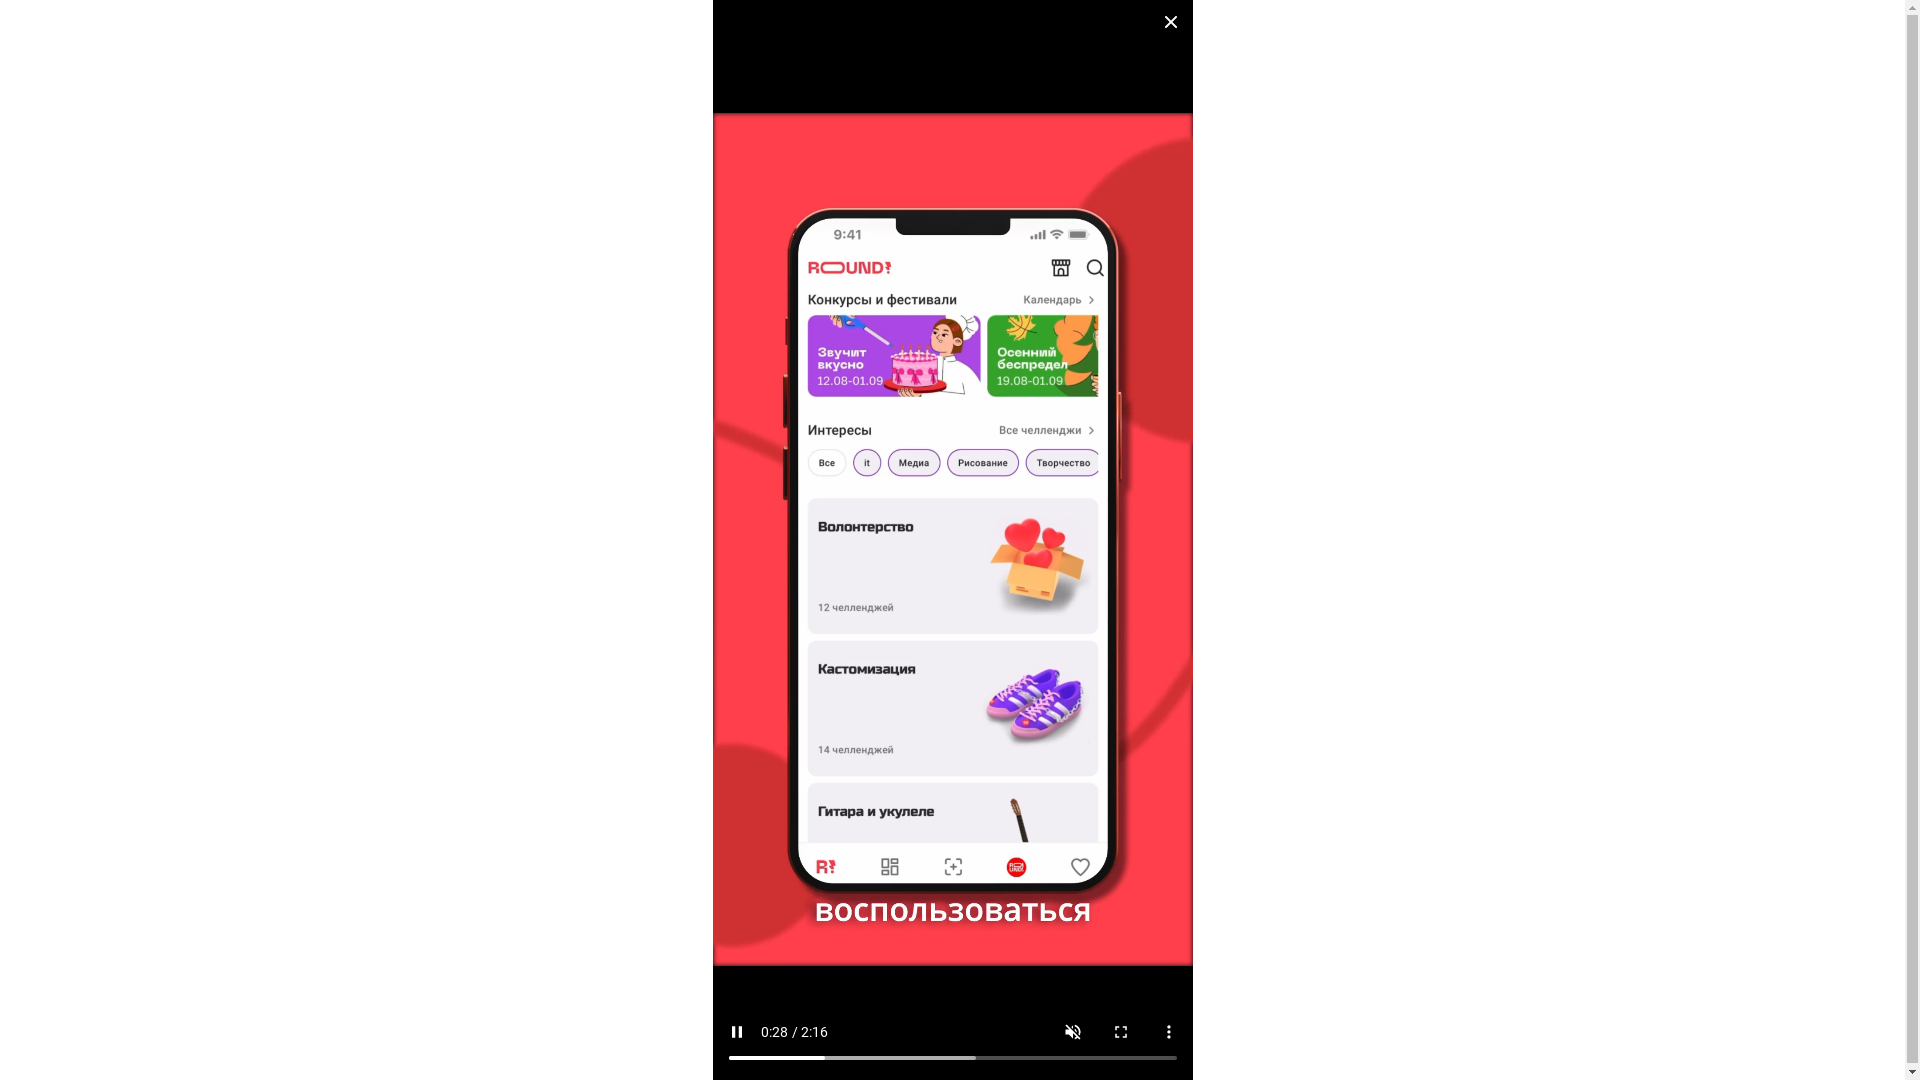 9:41
ROUND!
Конкурсы и фестивали
Календарь
Звучит
вкусно
12.08-01.09
Осенний
беспредел
19.08-01.09
Интересы
Все челленджи
Все
it
Медиа
Рисование
Творчество
Волонтерство
12 челленджей
Кастомизация
14 челленджей
Гитара и укулеле
R!
воспользоваться
0:28 / 2:16